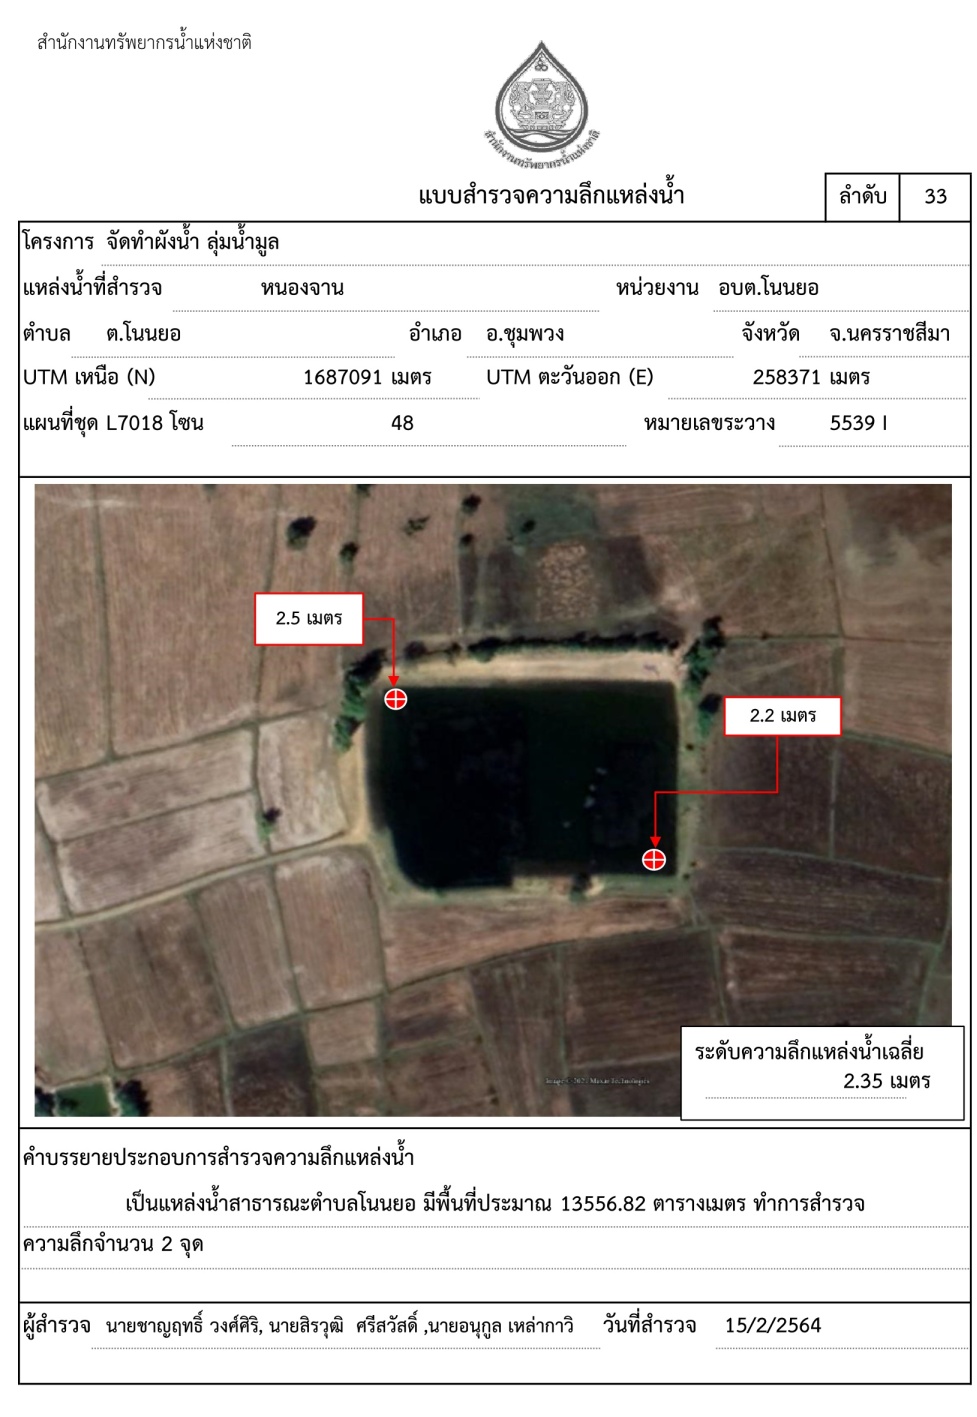 สำนักงานทรัพยากรน้ำแห่งชาติ
สำนักงานทรัพยากรน้ำแห่งชาติ
แบบสำรวจความลึกแหล่งน้ำ ลำดับ 33
โครงการ จัดทำผังน้ำ ลุ่มน้ำมูล
แหล่งน้ำที่สำรวจ หนองจาน หน่วยงาน อบต.โนนยอ
ตำบล ต.โนนยอ อำเภอ อ.ชุมพวง จังหวัด จ.นครราชสีมา
UTM เหนือ (N) 1687091 เมตร UTM ตะวันออก (E) 258371 เมตร
แผนที่ชุด L7018 โซน 48 หมายเลขระวาง 5539 I
2.5 เมตร
2.2 เมตร
ระดับความลึกแหล่งน้ำเฉลี่ย
2.35 เมตร
Maxar Technologies
คำบรรยายประกอบการสำรวจความลึกแหล่งน้ำ
เป็นแหล่งน้ำสาธารณะตำบลโนนยอ มีพื้นที่ประมาณ 13556.82 ตารางเมตร ทำการสำรวจ
ความลึกจำนวน 2 จุด
ผู้สำรวจ นายชาญฤทธิ์ วงศ์ศิริ, นายสิรวุฒิ ศรีสวัสดิ์ ,นายอนุกูล เหล่ากาวิ วันที่สำรวจ 15/2/2564